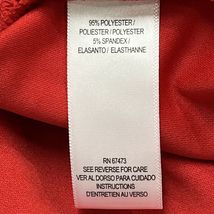 95% POLYESTER /
POLIESTER / POLYESTER
5% SPANDEX /
ELASANTO / ELASTHANNE
RN 67473
SEE REVERSE FOR CARE
VER AL DORSO PARA CUIDADO
INSTRUCTIONS
D'ENTRETIEN AU VERSO